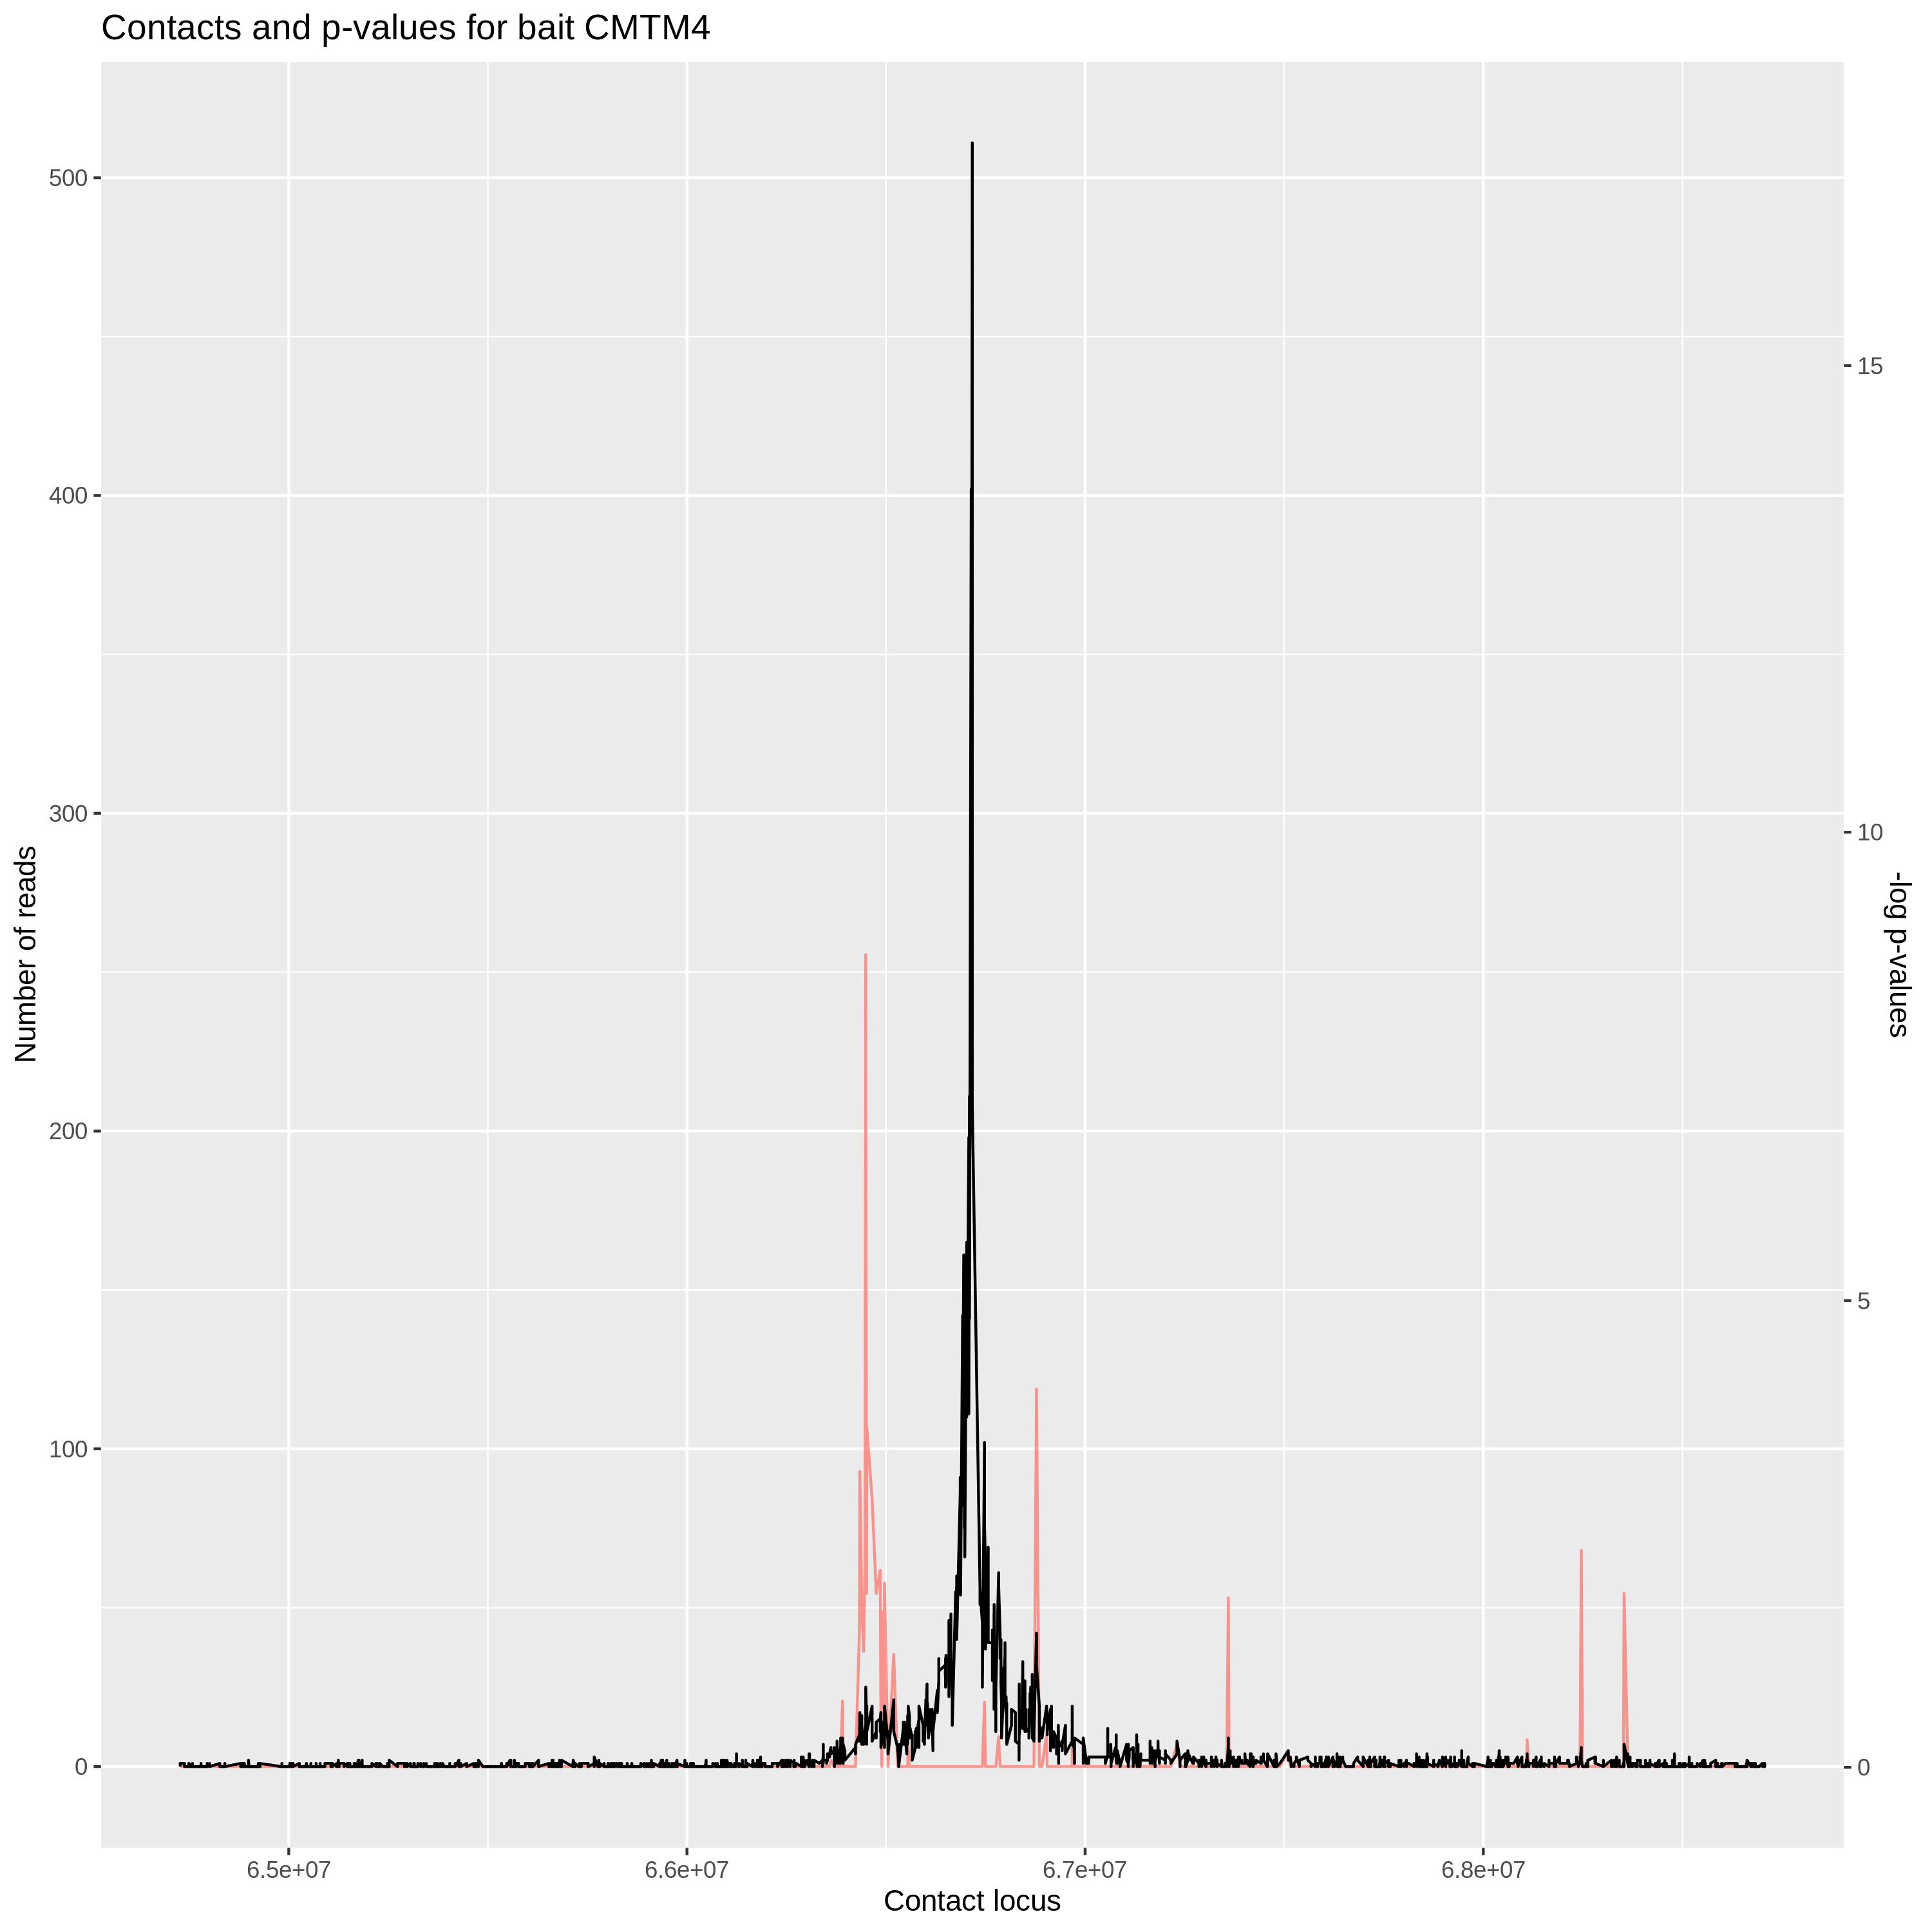 Contacts and p-values for bait CMTM4
500
400
300
200
100
0
Number of reads
15
10
5
0
-log p-values
6.5e+07
6.6e+07
6.7e+07
6.8e+07
Contact locus